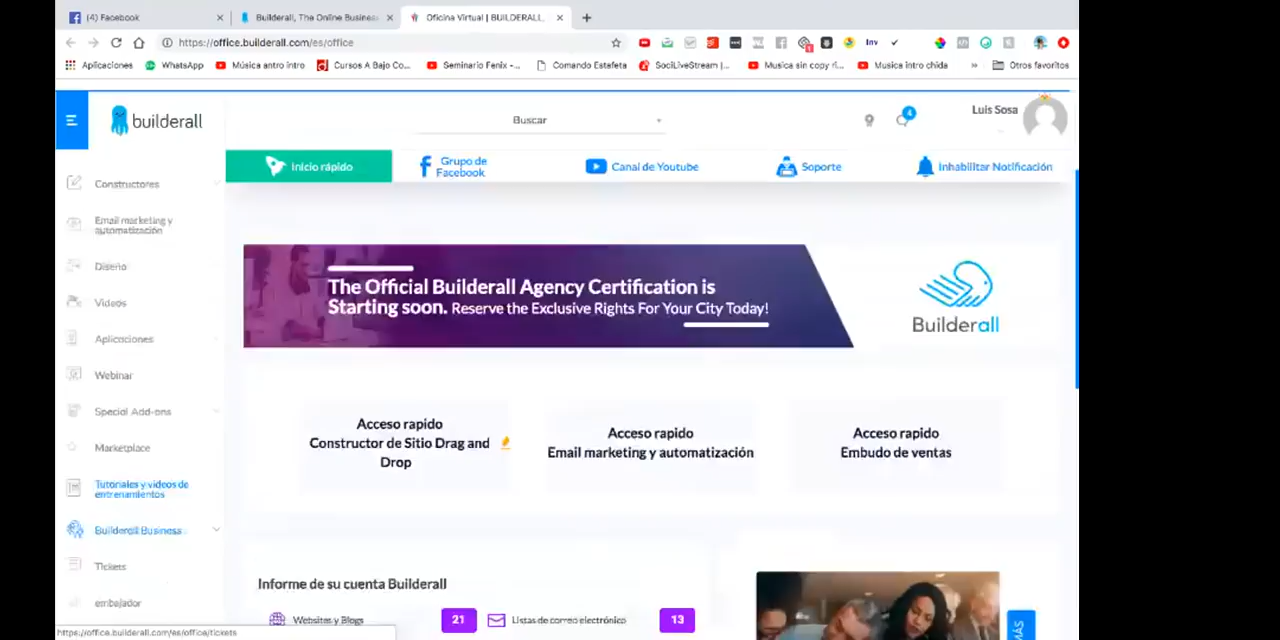 (4) Facebook
Builderall, The Online Busines
Oficina Virtual | BUILDERALL,
https://office.builderall.com/es/office
Inv
Aplicaciones
WhatsApp
Música antro intro
Cursos A Bajo Co...
Seminario Fenix -...
Comando Estafeta
SociLiveStream |...
Musica sin copy ri...
Musica intro chida
»
Otros favoritos
builderall
Buscar
4
Luis Sosa
Inicio rápido
Grupo de
Facebook
Canal de Youtube
Soporte
Inhabilitar Notificación
Constructores
Email marketing y
automatización
Diseño
Videos
Aplicaciones
Webinar
Special Add-ons
Marketplace
Tutoriales y videos de
entrenamientos
Builderall Business
Tickets
embajador
The Official Builderall Agency Certification is
Starting soon. Reserve the Exclusive Rights For Your City Today!
Builderall
Acceso rapido
Constructor de Sitio Drag and
Drop
Acceso rapido
Email marketing y automatización
Acceso rapido
Embudo de ventas
Informe de su cuenta Builderall
Websites y Blogs
21
Listas de correo electrónico
13
MÁS
https://office.builderall.com/es/office/tickets